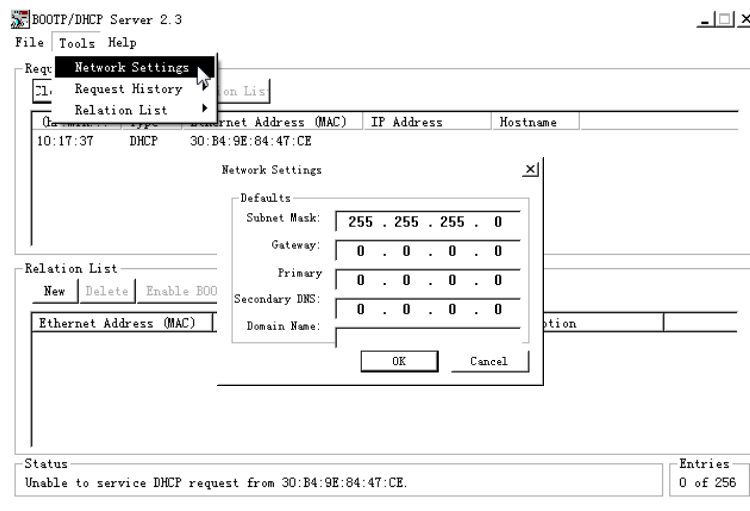 BOOTP/DHCP Server 2.3
File Tools Help
Network Settings
Request History
Relation List
(hr:min...
Type
Ethernet Address (MAC) IP Address Hostname
10:17:37 DHCP 30:B4:9E:84:47:CE
Network Settings
Defaults
Subnet Mask: 255 . 255 . 255 . 0
Gateway: 0 . 0 . 0 . 0
Primary 0 . 0 . 0 . 0
Secondary DNS: 0 . 0 . 0 . 0
Domain Name:
OK Cancel
Relation List
New Delete Enable BOO
Ethernet Address (MAC) ption
Status
Unable to service DHCP request from 30:B4:9E:84:47:CE.
Entries
0 of 256